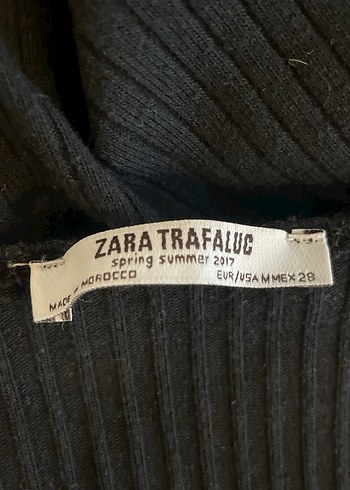 ZARA TRAFALUC
spring summer 2017
MADE IN MOROCCO EUR/USA M MEX 28